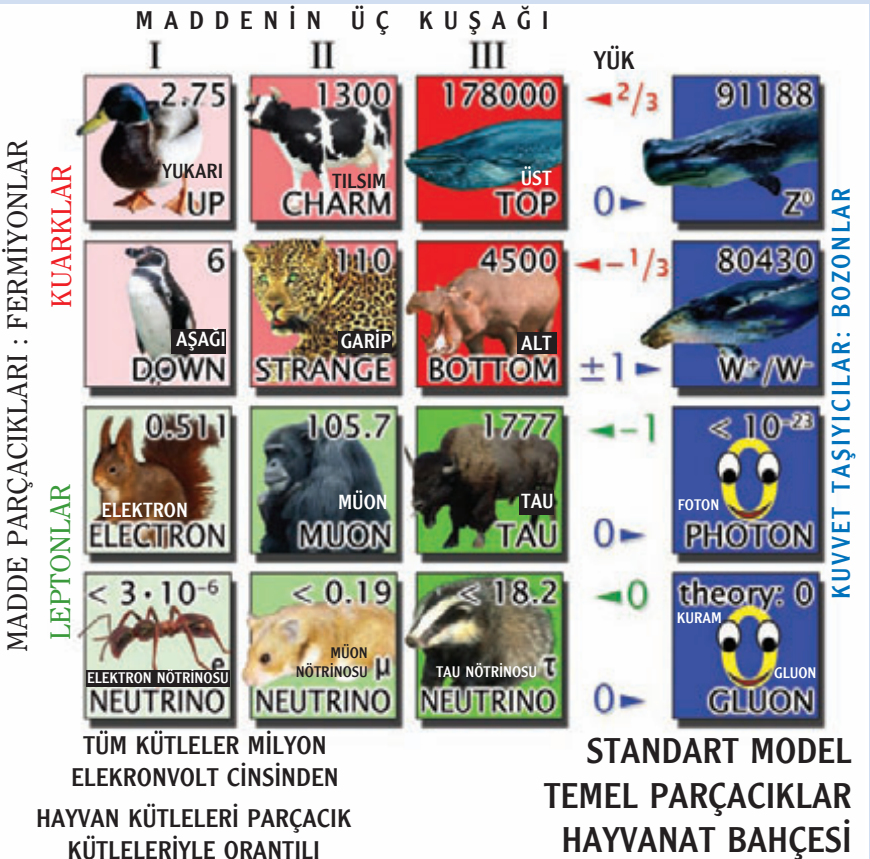 MADDENİN ÜÇ KUŞAĞI
I II III YÜK
MADDE PARÇACIKLARI : FERMİYONLAR
KUARKLAR
LEPTONLAR
KUVVET TAŞIYICILAR: BOZONLAR
2.75
YUKARI
UP
1300
TILSIM
CHARM
178000
ÜST
TOP
◄ 2/3
0 ►
91188
Z⁰
6
AŞAĞI
DOWN
110
GARİP
STRANGE
4500
ALT
BOTTOM
◄ -1/3
±1 ►
80430
W⁺/W⁻
0.511
ELEKTRON
ELECTRON
105.7
MÜON
MUON
1777
TAU
TAU
◄ -1
0 ►
< 10⁻²³
FOTON
PHOTON
< 3·10⁻⁶
e
ELEKTRON NÖTRİNOSU
NEUTRINO
< 0.19
MÜON
NÖTRİNOSU μ
NEUTRINO
< 18.2
TAU NÖTRİNOSU τ
NEUTRINO
◄ 0
0 ►
theory: 0
KURAM
GLUON
GLUON
TÜM KÜTLELER MİLYON
ELEKRONVOLT CİNSİNDEN
HAYVAN KÜTLELERİ PARÇACIK
KÜTLELERİYLE ORANTILI
STANDART MODEL
TEMEL PARÇACIKLAR
HAYVANAT BAHÇESİ